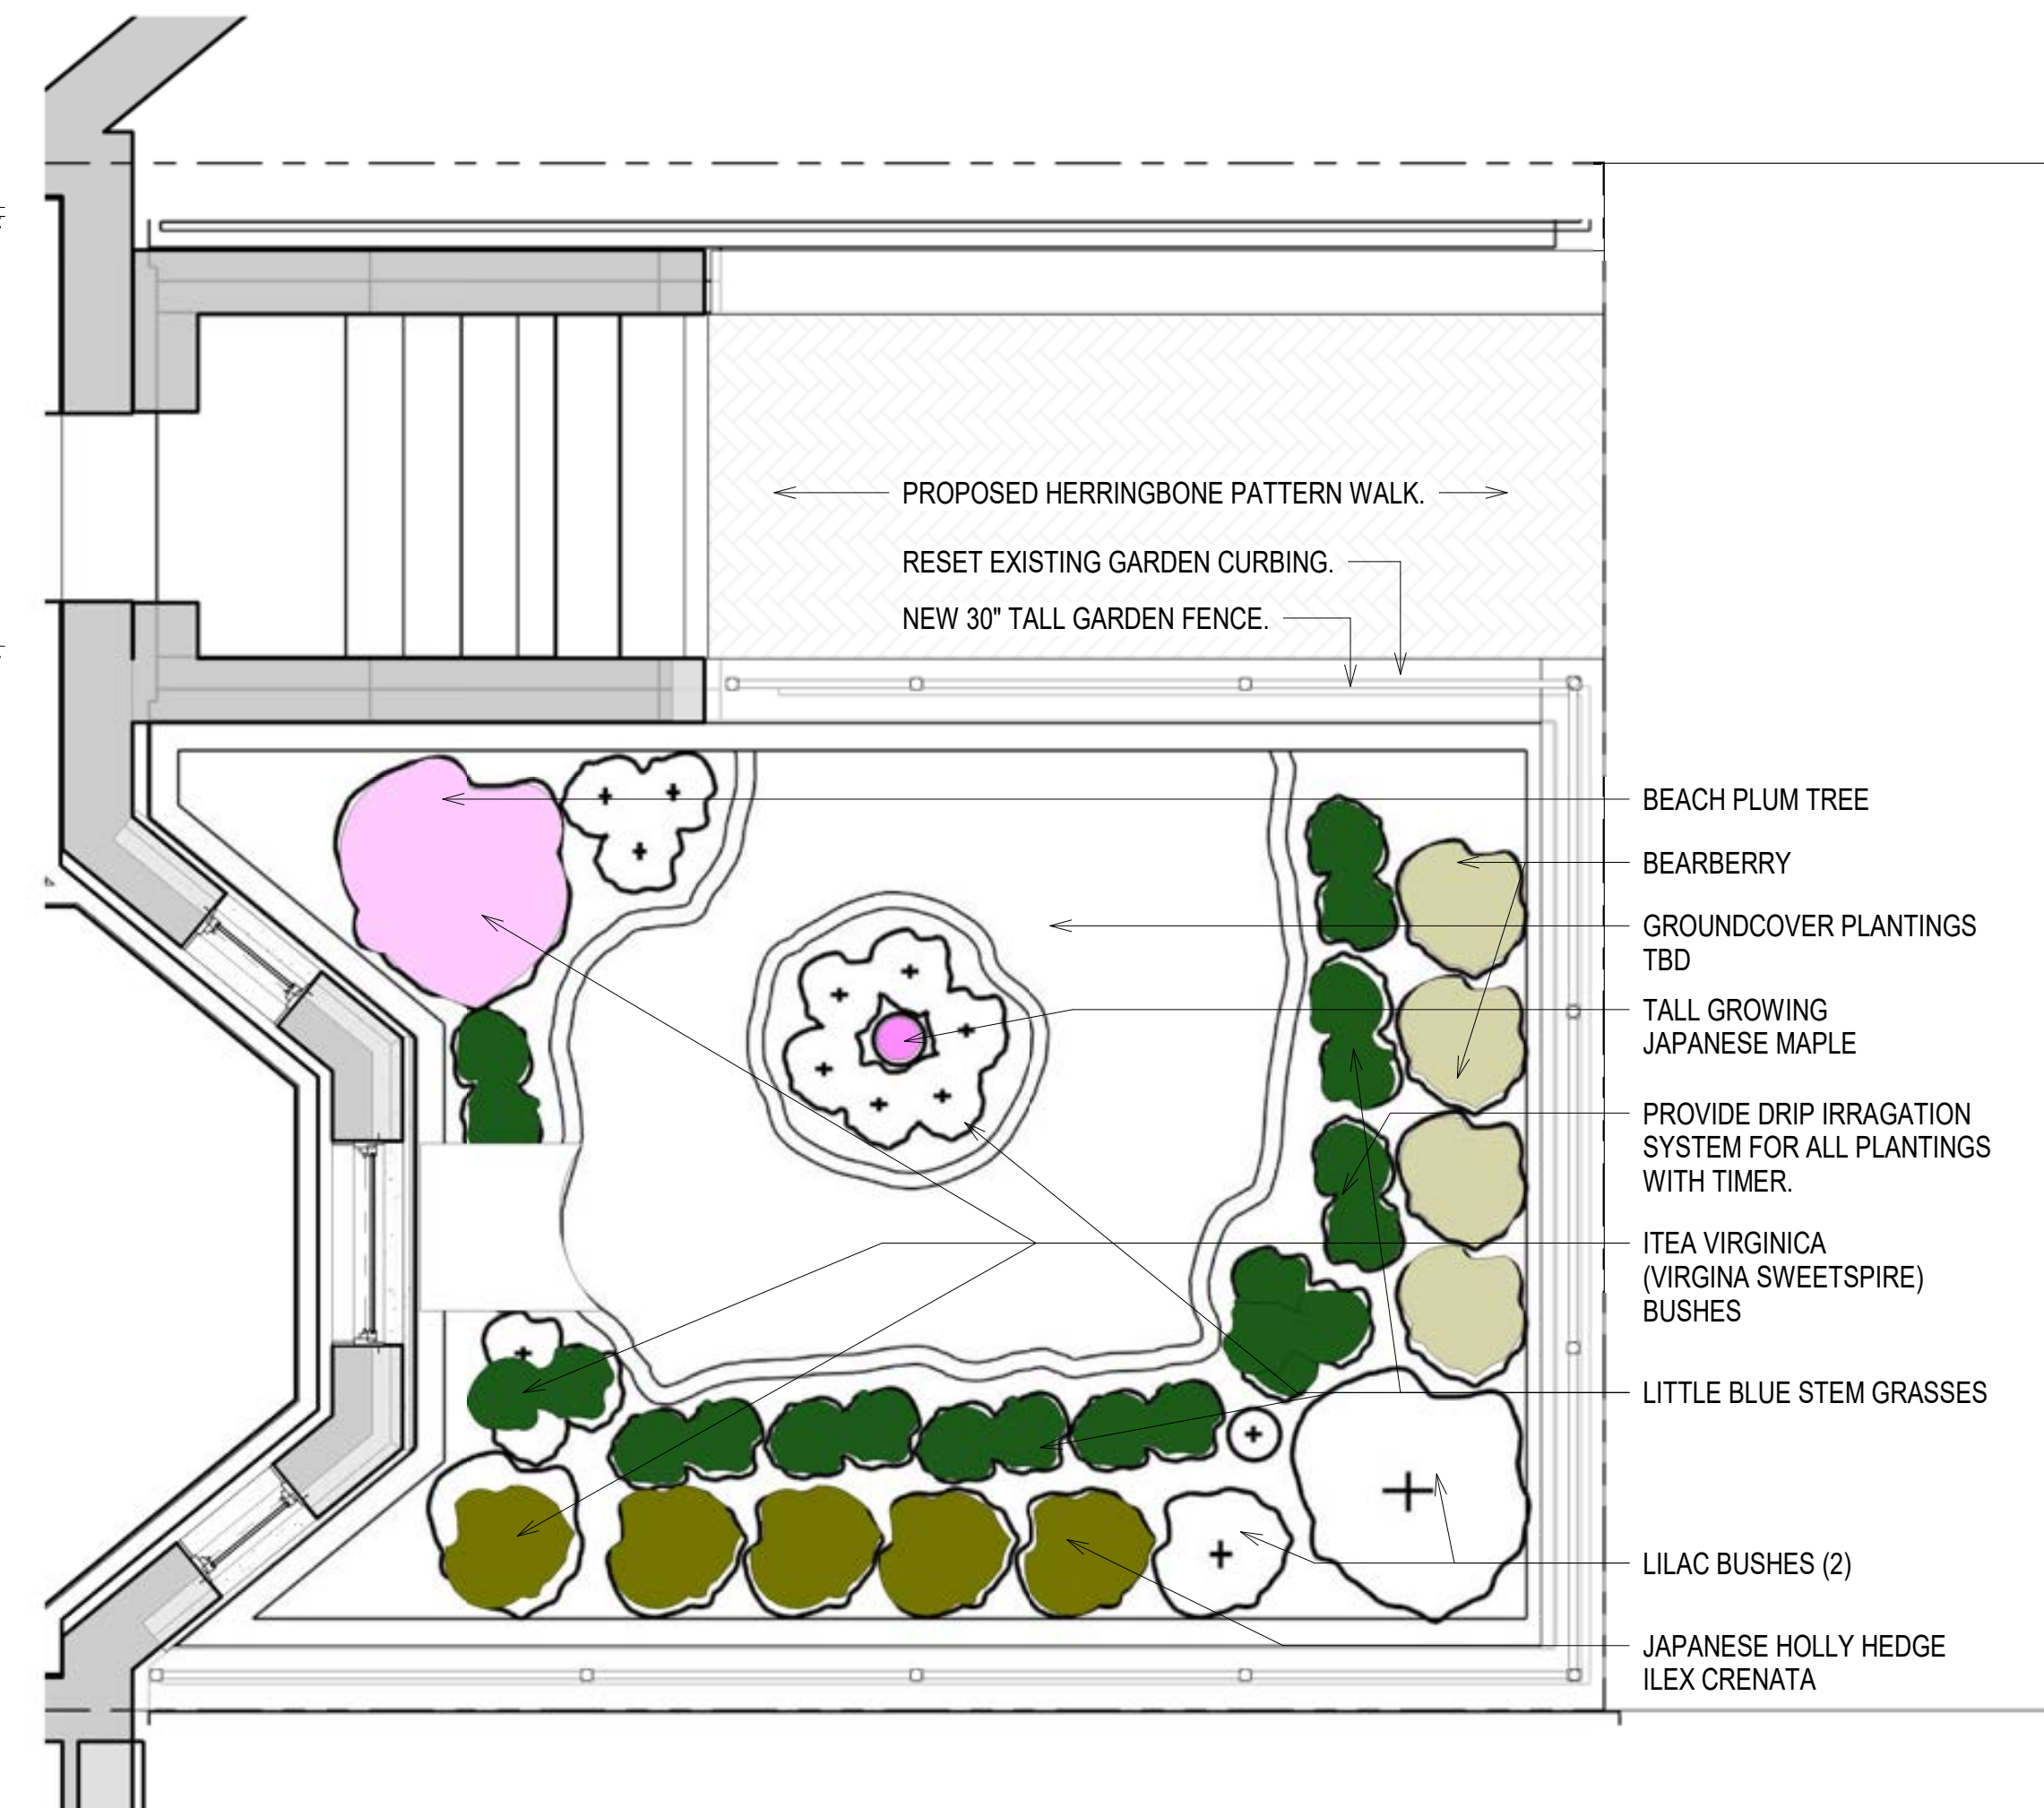 PROPOSED HERRINGBONE PATTERN WALK.
RESET EXISTING GARDEN CURBING.
NEW 30" TALL GARDEN FENCE.
BEACH PLUM TREE
BEARBERRY
GROUNDCOVER PLANTINGS
TBD
TALL GROWING
JAPANESE MAPLE
PROVIDE DRIP IRRAGATION
SYSTEM FOR ALL PLANTINGS
WITH TIMER.
ITEA VIRGINICA
(VIRGINA SWEETSPIRE)
BUSHES
LITTLE BLUE STEM GRASSES
LILAC BUSHES (2)
JAPANESE HOLLY HEDGE
ILEX CRENATA